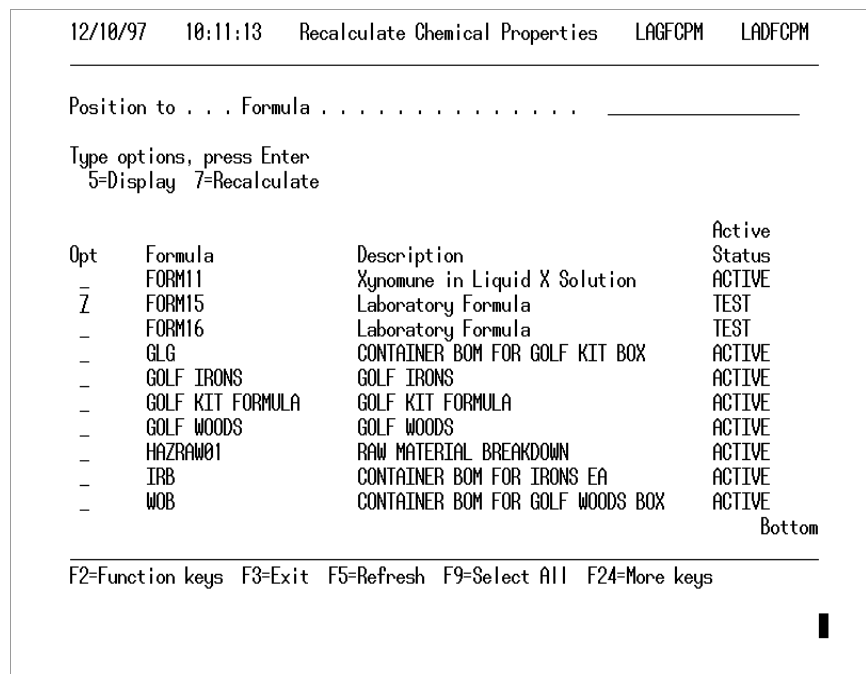 12/10/97 10:11:13 Recalculate Chemical Properties LAGFCPM LADFCPM
Position to . . . Formula . . . . . . . . . . . . . . . _______________
Type options, press Enter
5=Display 7=Recalculate
Active
Opt Formula Description Status
_ FORM11 Xynomune in Liquid X Solution ACTIVE
7 FORM15 Laboratory Formula TEST
_ FORM16 Laboratory Formula TEST
_ GLG CONTAINER BOM FOR GOLF KIT BOX ACTIVE
_ GOLF IRONS GOLF IRONS ACTIVE
_ GOLF KIT FORMULA GOLF KIT FORMULA ACTIVE
_ GOLF WOODS GOLF WOODS ACTIVE
_ HAZRAW01 RAW MATERIAL BREAKDOWN ACTIVE
_ IRB CONTAINER BOM FOR IRONS EA ACTIVE
_ WOB CONTAINER BOM FOR GOLF WOODS BOX ACTIVE
Bottom
F2=Function keys F3=Exit F5=Refresh F9=Select All F24=More keys